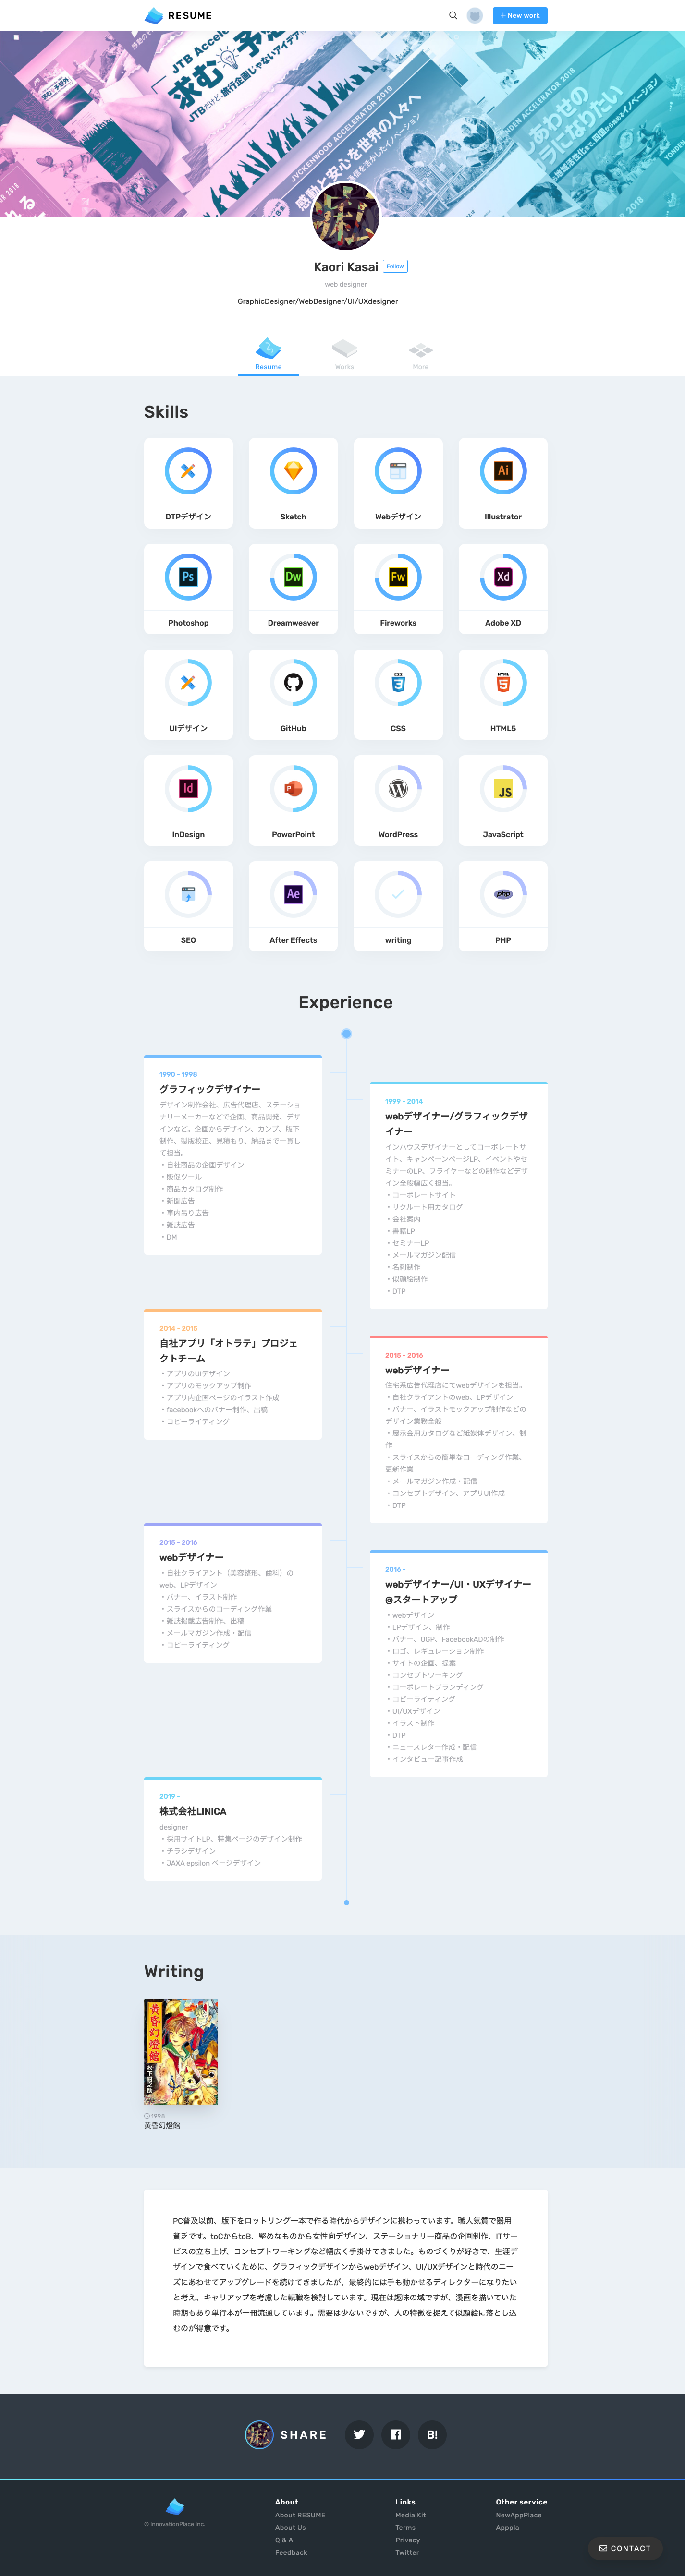 RESUME
+ New work
JTB Accel
求む 予想外
JTBだけど、旅行企画じゃないアイデア
JVCKENWOOD ACCELERATOR 2019
感動と安心を世界の人々へ
あわせの
になりたい
Kaori Kasai
Follow
web designer
GraphicDesigner/WebDesigner/UI/UXdesigner
Resume
Works
More
Skills
DTPデザイン
Sketch
Webデザイン
Illustrator
Photoshop
Dreamweaver
Fireworks
Adobe XD
UIデザイン
GitHub
CSS
HTML5
InDesign
PowerPoint
WordPress
JavaScript
SEO
After Effects
writing
PHP
Experience
1990 - 1998
グラフィックデザイナー
デザイン制作会社、広告代理店、ステーショ
ナリーメーカーなどで企画、商品開発、デザ
インなど。企画からデザイン、カンプ、版下
制作、製版校正、見積もり、納品まで一貫し
て担当。
・自社商品の企画デザイン
・販促ツール
・商品カタログ制作
・新聞広告
・車内吊り広告
・雑誌広告
・DM
1999 - 2014
webデザイナー/グラフィックデザ
イナー
インハウスデザイナーとしてコーポレートサ
イト、キャンペーンページLP、イベントやセ
ミナーのLP、フライヤーなどの制作などデザ
イン全般幅広く担当。
・コーポレートサイト
・リクルート用カタログ
・会社案内
・書籍LP
・セミナーLP
・メールマガジン配信
・名刺制作
・似顔絵制作
・DTP
2014 - 2015
自社アプリ「オトラテ」プロジェ
クトチーム
・アプリのUIデザイン
・アプリのモックアップ制作
・アプリ内企画ページのイラスト作成
・facebookへのバナー制作、出稿
・コピーライティング
2015 - 2016
webデザイナー
住宅系広告代理店にてwebデザインを担当。
・自社クライアントのweb、LPデザイン
・バナー、イラストモックアップ制作などの
デザイン業務全般
・展示会用カタログなど紙媒体デザイン、制
作
・スライスからの簡単なコーディング作業、
更新作業
・メールマガジン作成・配信
・コンセプトデザイン、アプリUI作成
・DTP
2015 - 2016
webデザイナー
・自社クライアント（美容整形、歯科）の
web、LPデザイン
・バナー、イラスト制作
・スライスからのコーディング作業
・雑誌掲載広告制作、出稿
・メールマガジン作成・配信
・コピーライティング
2016 -
webデザイナー/UI・UXデザイナー
@スタートアップ
・webデザイン
・LPデザイン、制作
・バナー、OGP、FacebookADの制作
・ロゴ、レギュレーション制作
・サイトの企画、提案
・コンセプトワーキング
・コーポレートブランディング
・コピーライティング
・UI/UXデザイン
・イラスト制作
・DTP
・ニュースレター作成・配信
・インタビュー記事作成
2019 -
株式会社LINICA
designer
・採用サイトLP、特集ページのデザイン制作
・チラシデザイン
・JAXA epsilon ページデザイン
Writing
黄昏幻燈館
1998
黄昏幻燈館
PC普及以前、版下をロットリング一本で作る時代からデザインに携わっています。職人気質で器用
貧乏です。toCからtoB、堅めなものから女性向デザイン、ステーショナリー商品の企画制作、ITサー
ビスの立ち上げ、コンセプトワーキングなど幅広く手掛けてきました。ものづくりが好きで、生涯デ
ザインで食べていくために、グラフィックデザインからwebデザイン、UI/UXデザインと時代のニー
ズにあわせてアップグレードを続けてきましたが、最終的には手も動かせるディレクターになりたい
と考え、キャリアップを考慮した転職を検討しています。現在は趣味の域ですが、漫画を描いていた
時期もあり単行本が一冊流通しています。需要は少ないですが、人の特徴を捉えて似顔絵に落とし込
むのが得意です。
SHARE
B!
© InnovationPlace Inc.
About
About RESUME
About Us
Q & A
Feedback
Links
Media Kit
Terms
Privacy
Twitter
Other service
NewAppPlace
Apppla
CONTACT